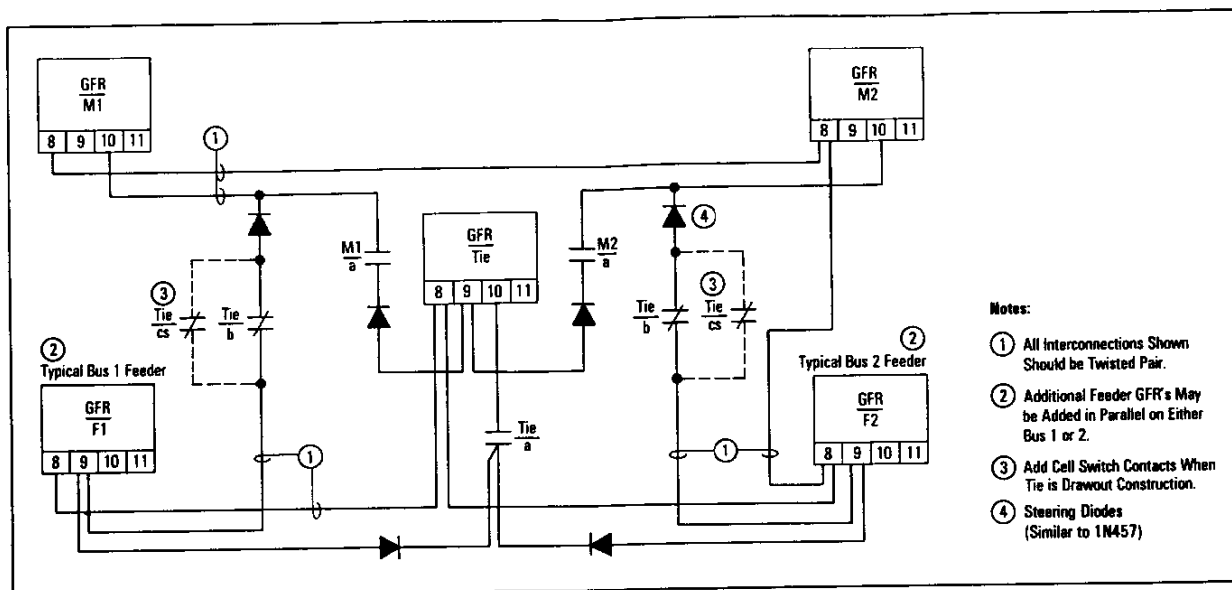 GFR
M1
8 9 10 11
GFR
M2
8 9 10 11
1
4
M1
a
GFR
Tie
8 9 10 11
M2
a
3
Tie
cs
Tie
b
Tie
b
3
Tie
cs
2
Typical Bus 1 Feeder
GFR
F1
8 9 10 11
1
Tie
a
1
2
Typical Bus 2 Feeder
GFR
F2
8 9 10 11
Notes:
1 All Interconnections Shown
Should be Twisted Pair.
2 Additional Feeder GFR's May
be Added in Parallel on Either
Bus 1 or 2.
3 Add Cell Switch Contacts When
Tie is Drawout Construction.
4 Steering Diodes
(Similar to 1N457)